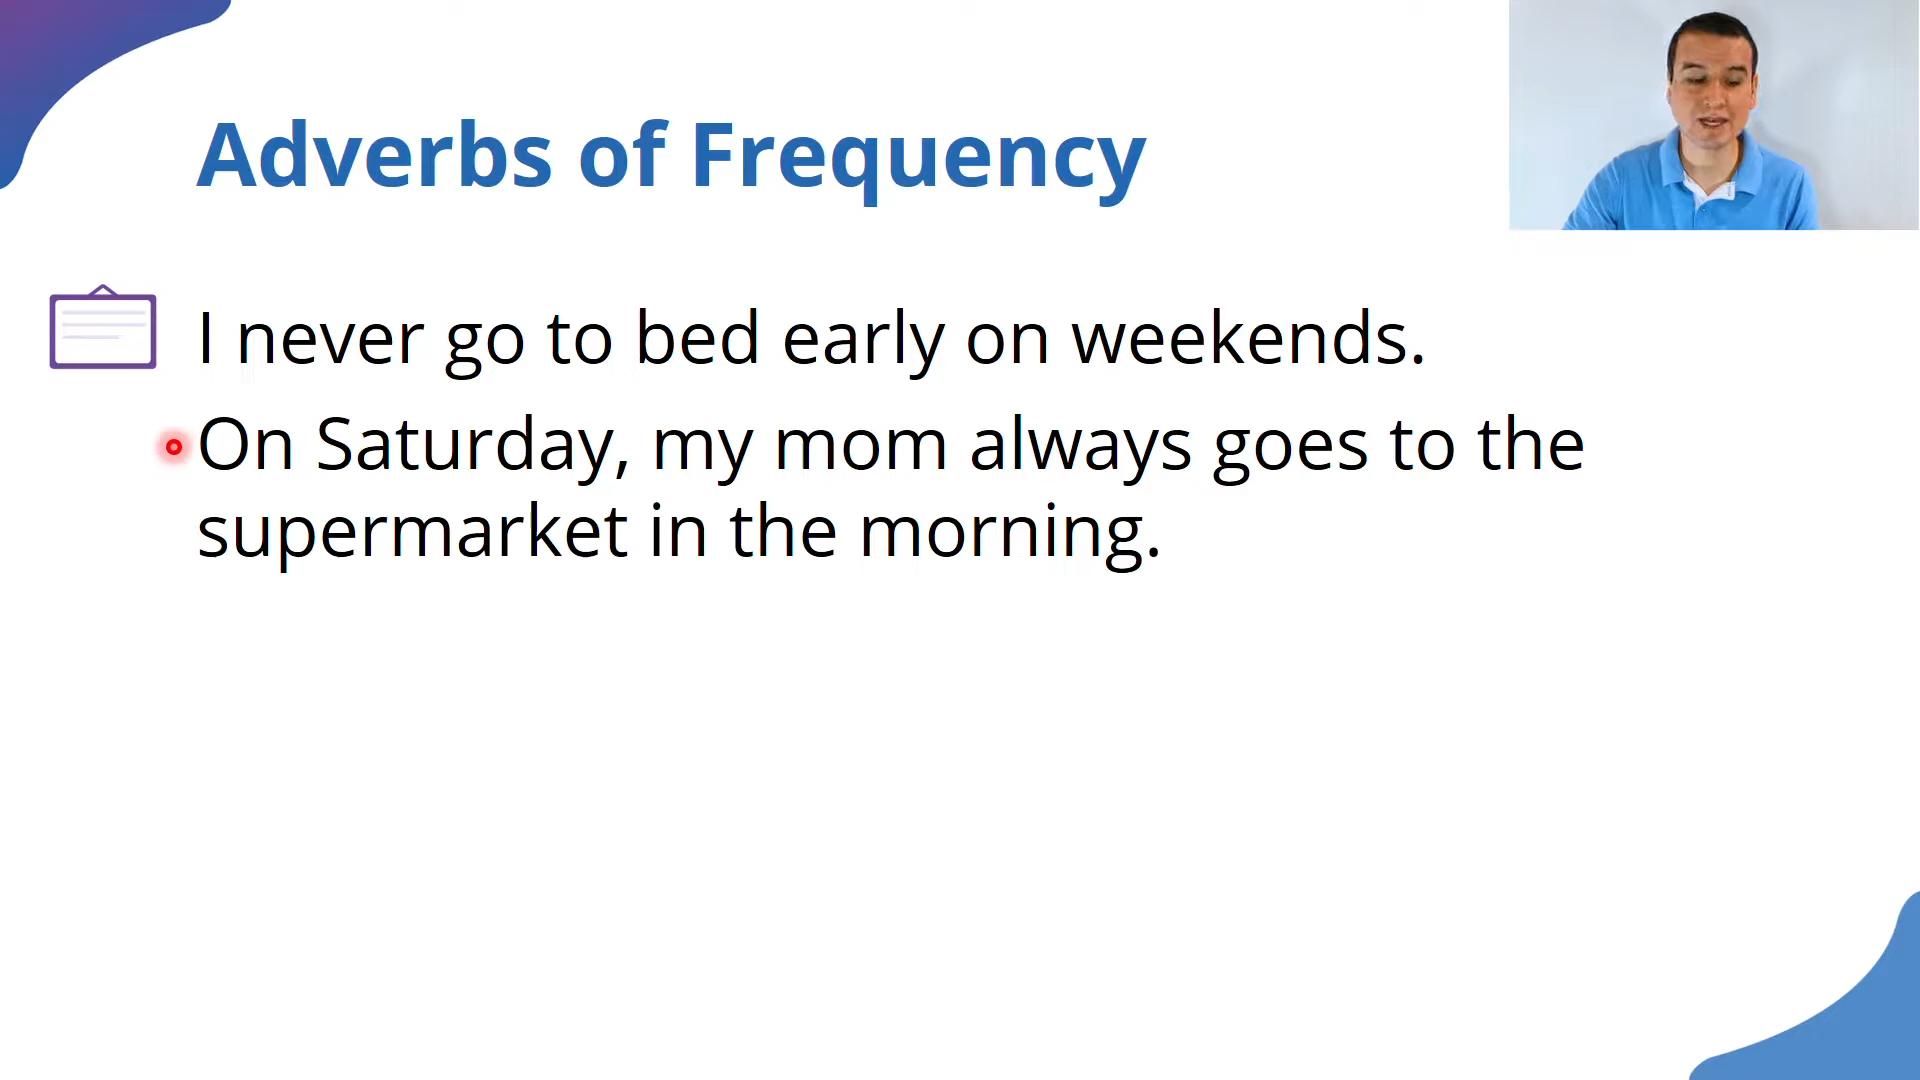 Adverbs of Frequency
I never go to bed early on weekends.
On Saturday, my mom always goes to the
supermarket in the morning.